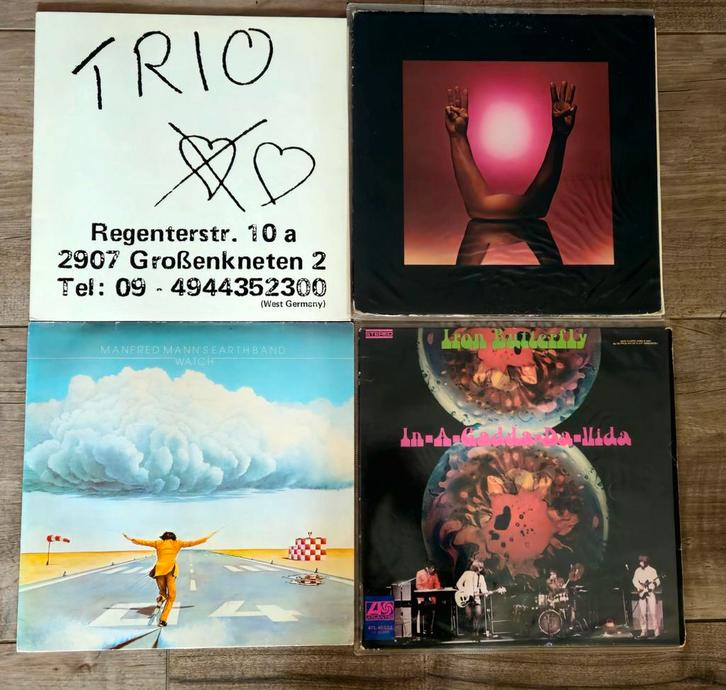 TRIO
Regenterstr. 10 a
2907 Großenkneten 2
Tel: 09 - 4944352300
(West Germany)
MANFRED MANN'S EARTH BAND
WATCH
STEREO
Iron Butterfly
In-A-Gadda-Da-Vida
ATLANTIC